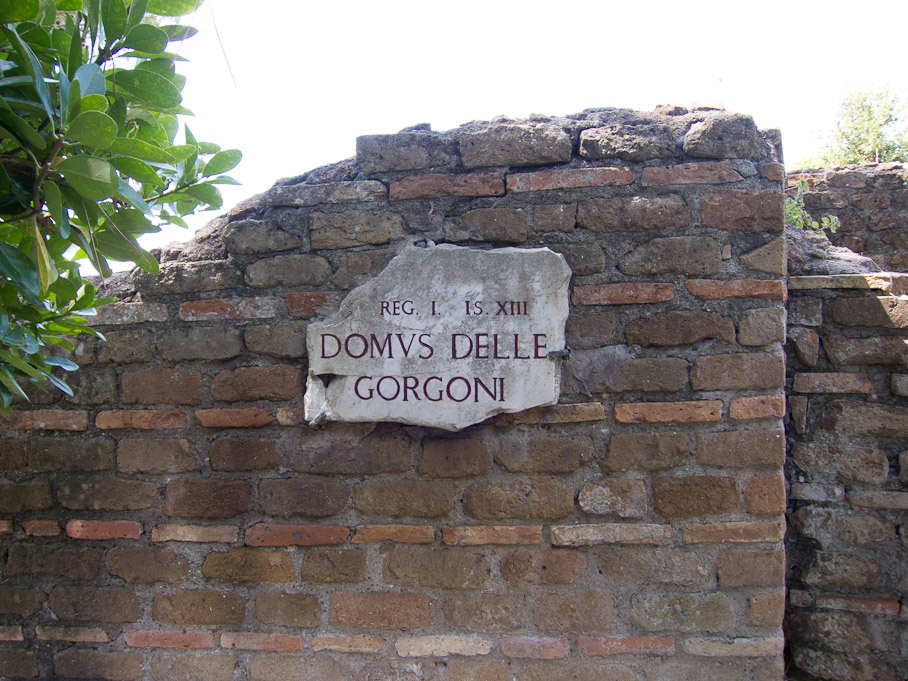 REG. I. IS. XIII
DOMVS DELLE
GORGONI